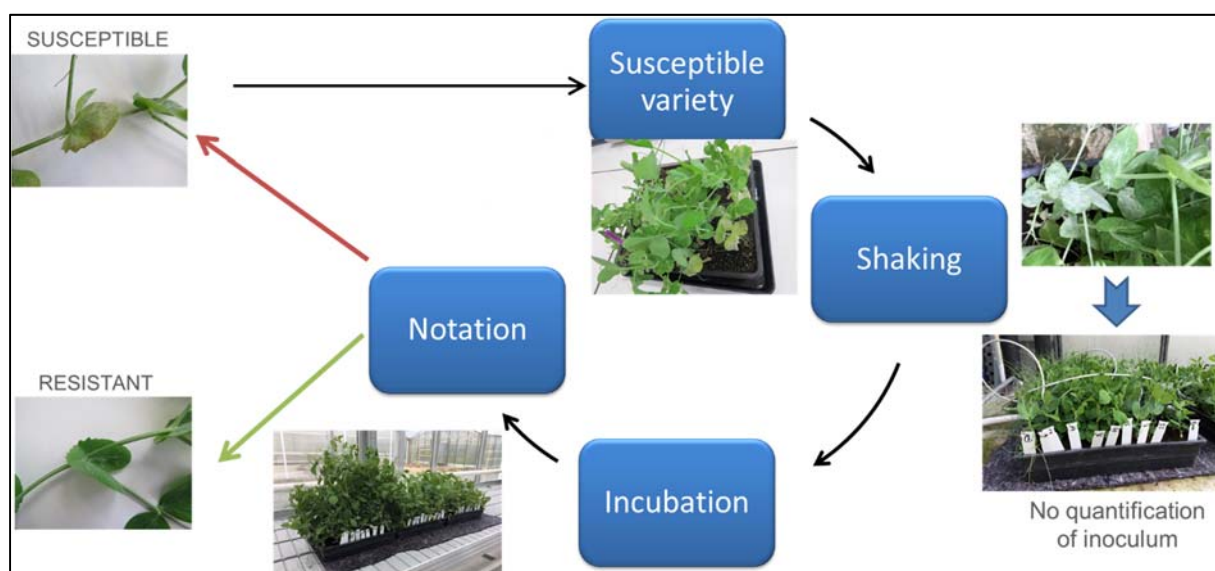 SUSCEPTIBLE
Susceptible
variety
Shaking
Notation
RESISTANT
Incubation
No quantification
of inoculum